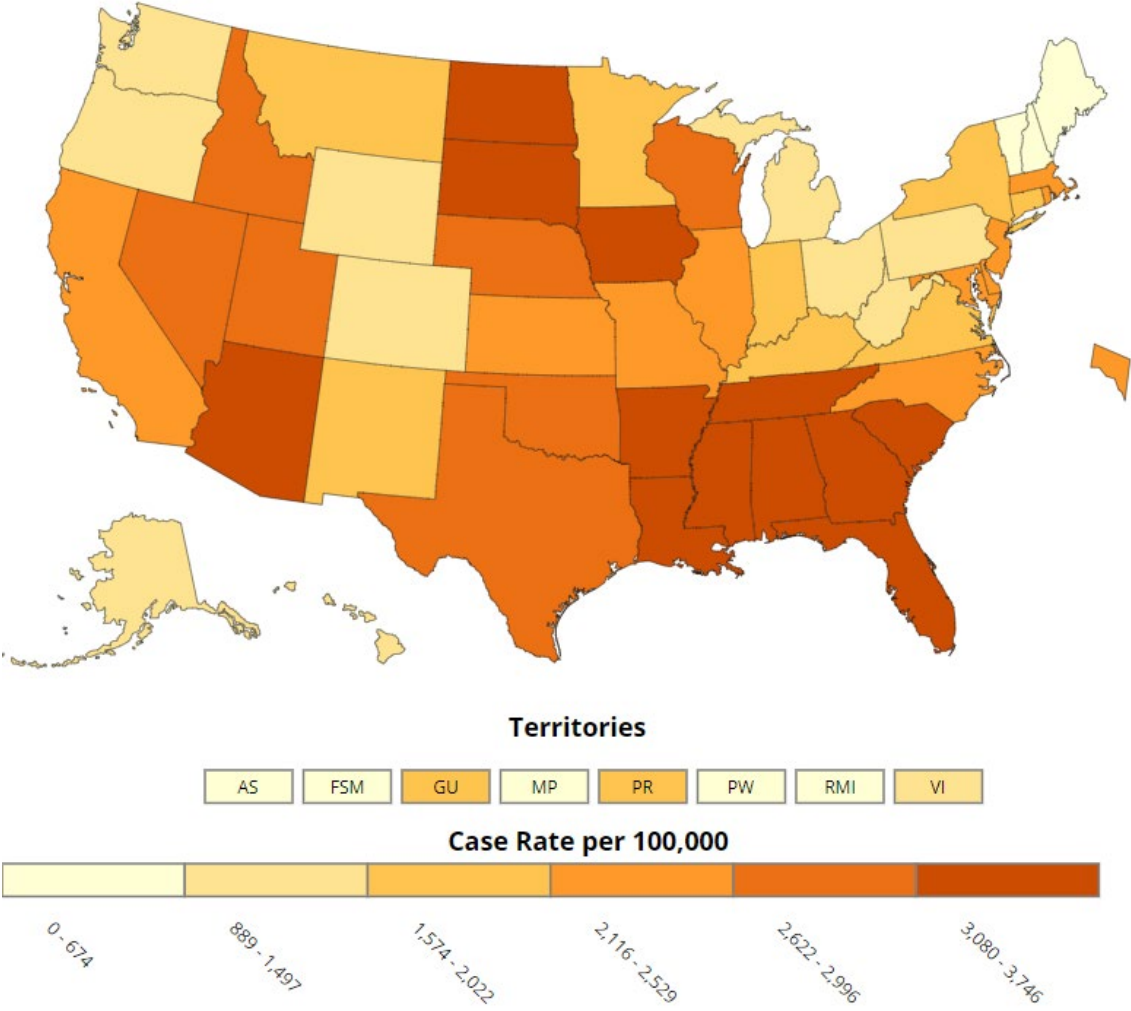 Territories
AS FSM GU MP PR PW RMI VI
Case Rate per 100,000
0 - 674
889 - 1,497
1,574 - 2,022
2,116 - 2,529
2,622 - 2,996
3,080 - 3,746